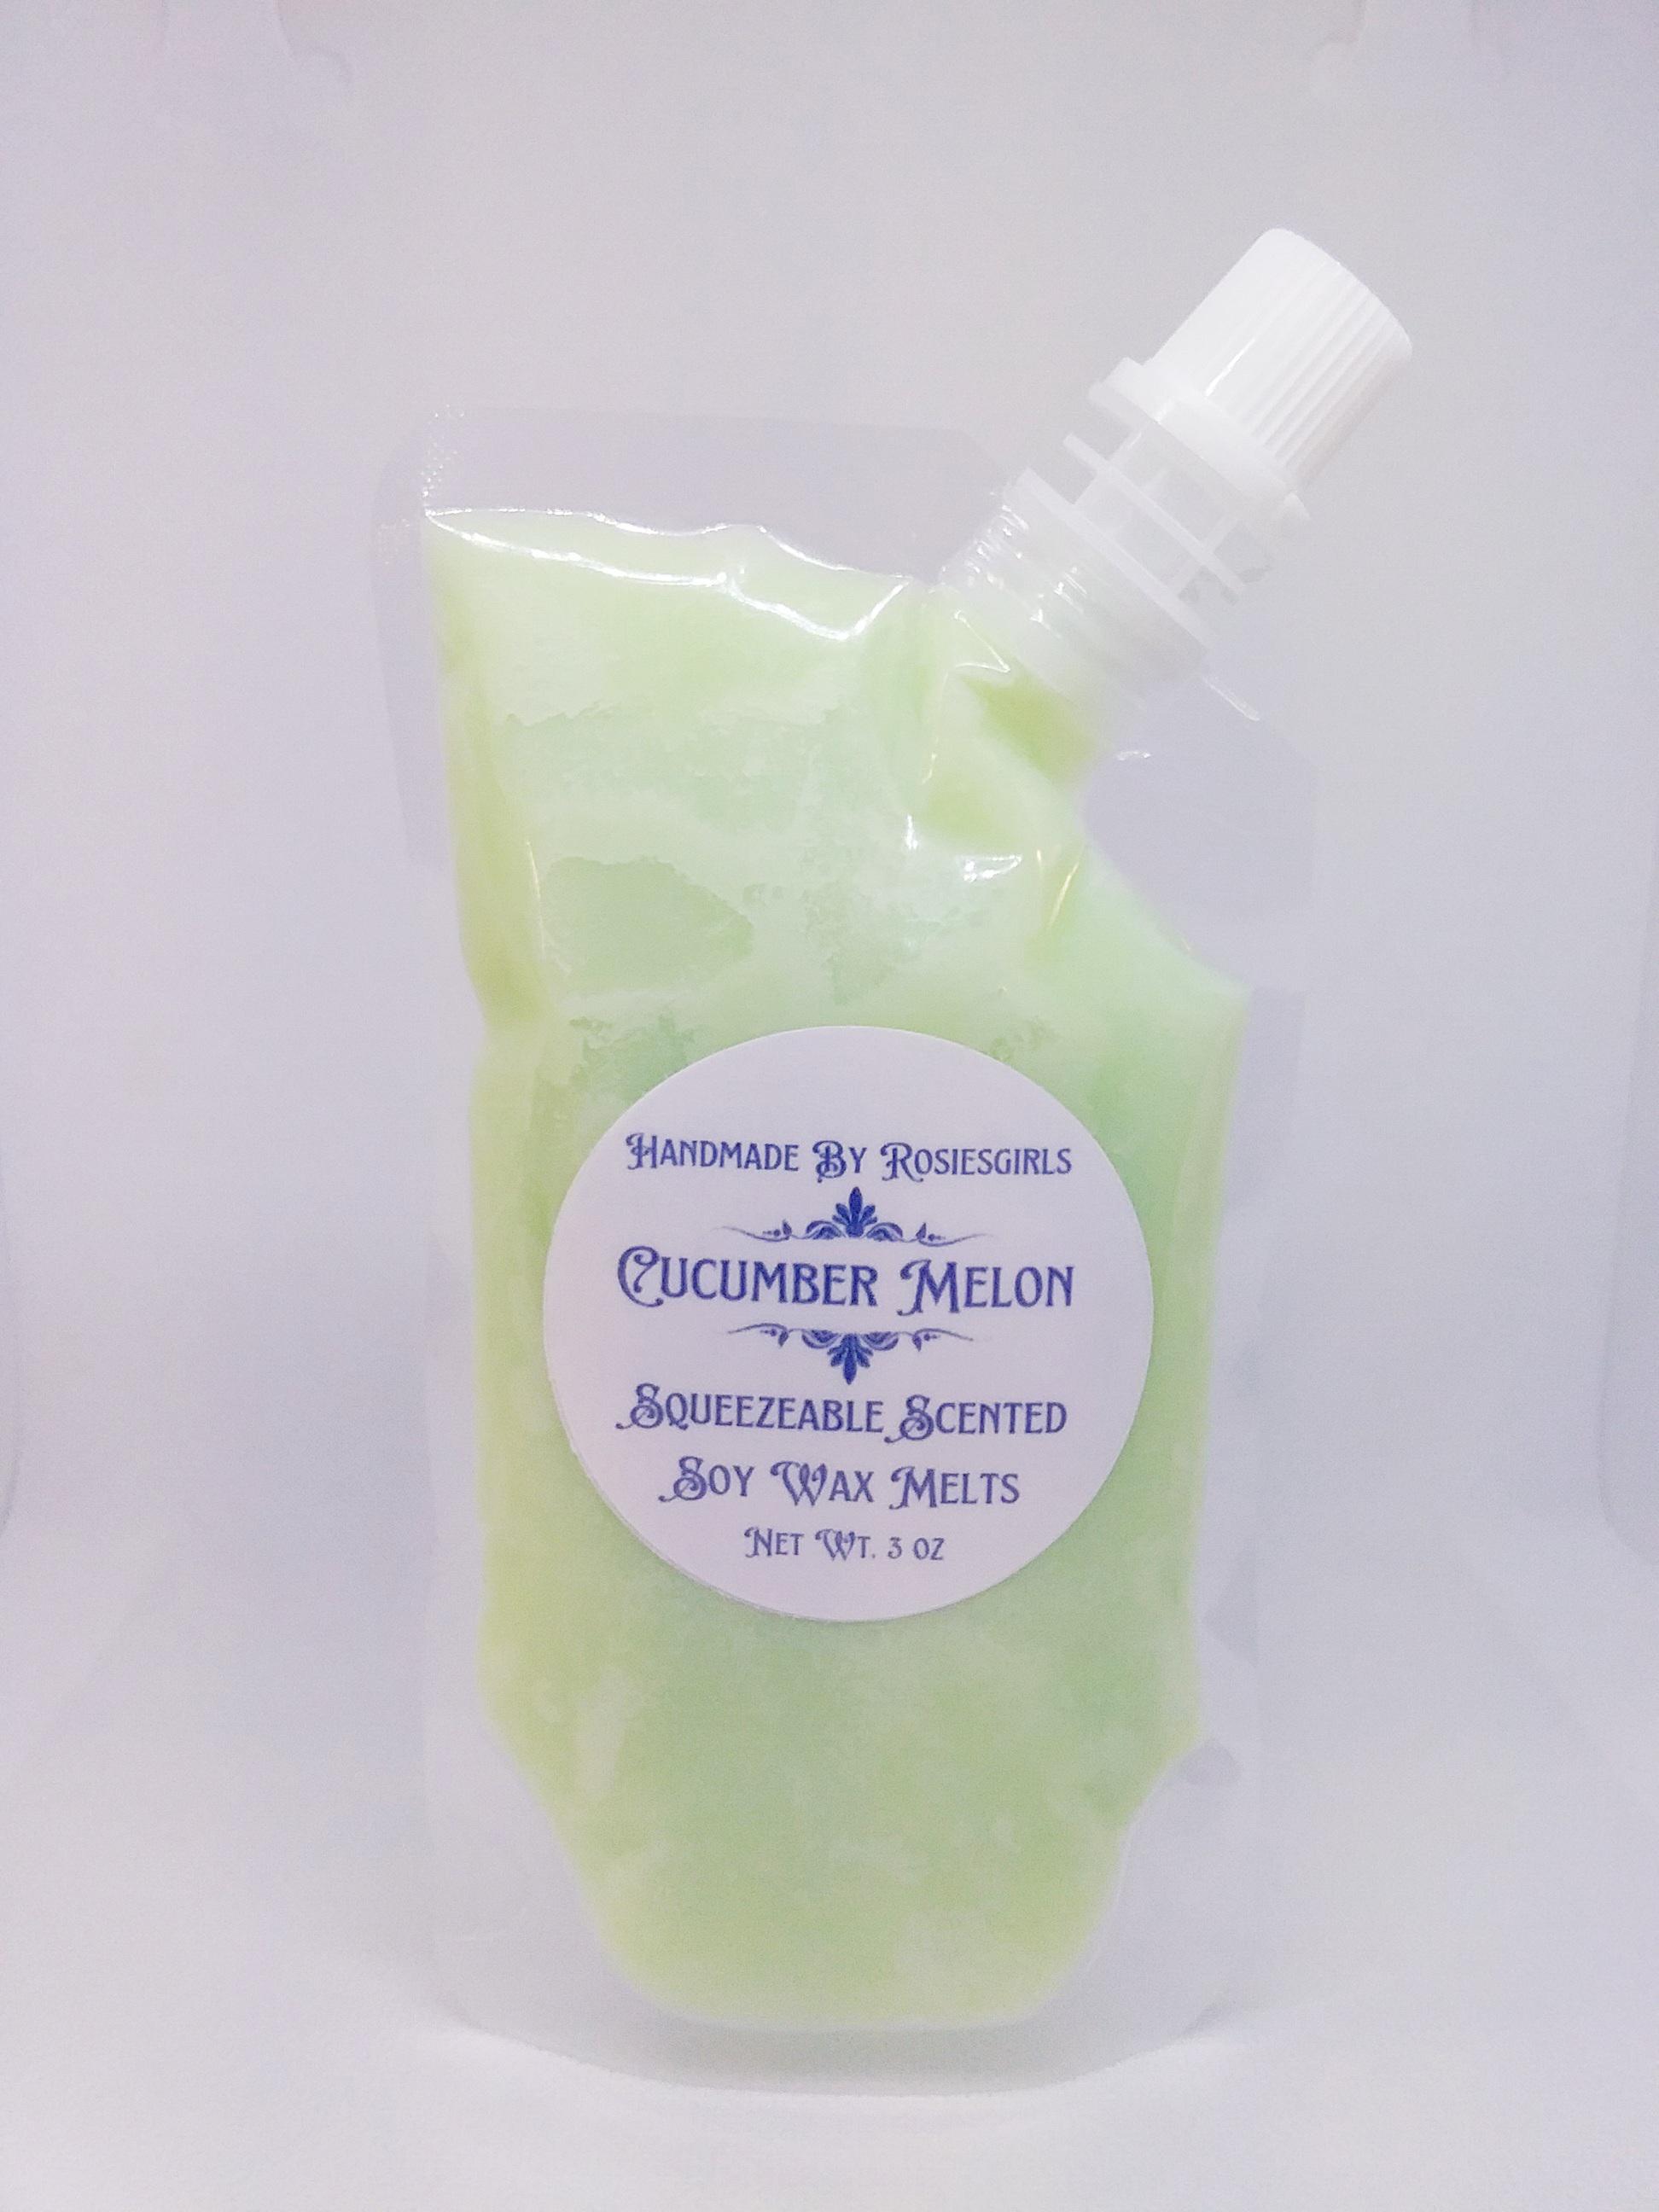 Handmade By Rosiesgirls
Cucumber Melon
Squeezeable Scented
Soy Wax Melts
Net Wt. 3 oz